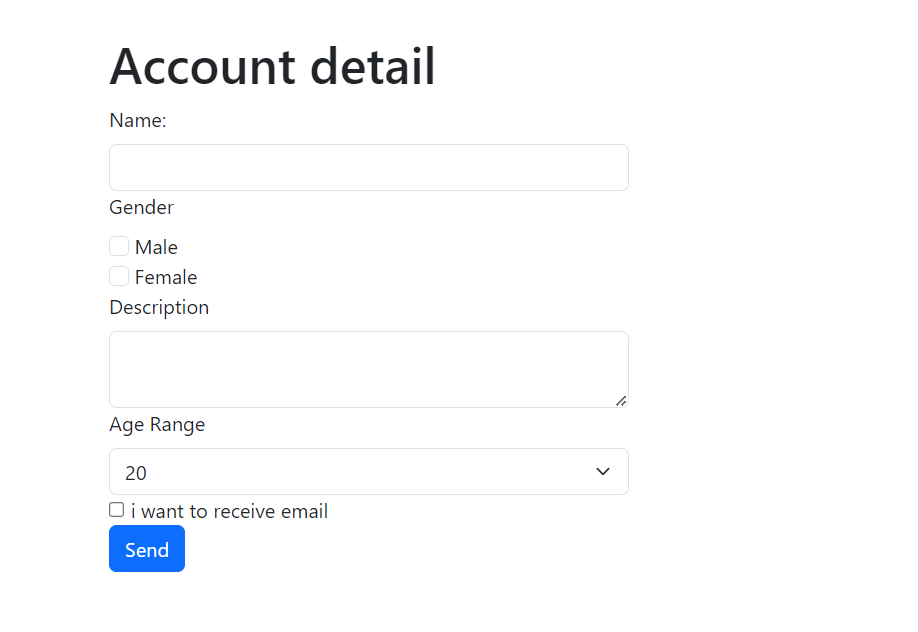 Account detail
Name:
Gender
Male
Female
Description
Age Range
20
i want to receive email
Send